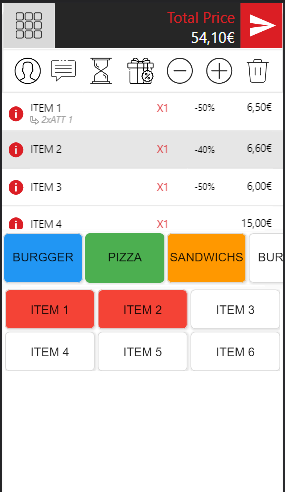 Total Price
54,10€
ITEM 1 X1 -50% 6,50€
2xATT 1
ITEM 2 X1 -40% 6,60€
ITEM 3 X1 -50% 6,00€
ITEM 4 X1 15,00€
BURGGER PIZZA SANDWICHS BUR
ITEM 1 ITEM 2 ITEM 3
ITEM 4 ITEM 5 ITEM 6